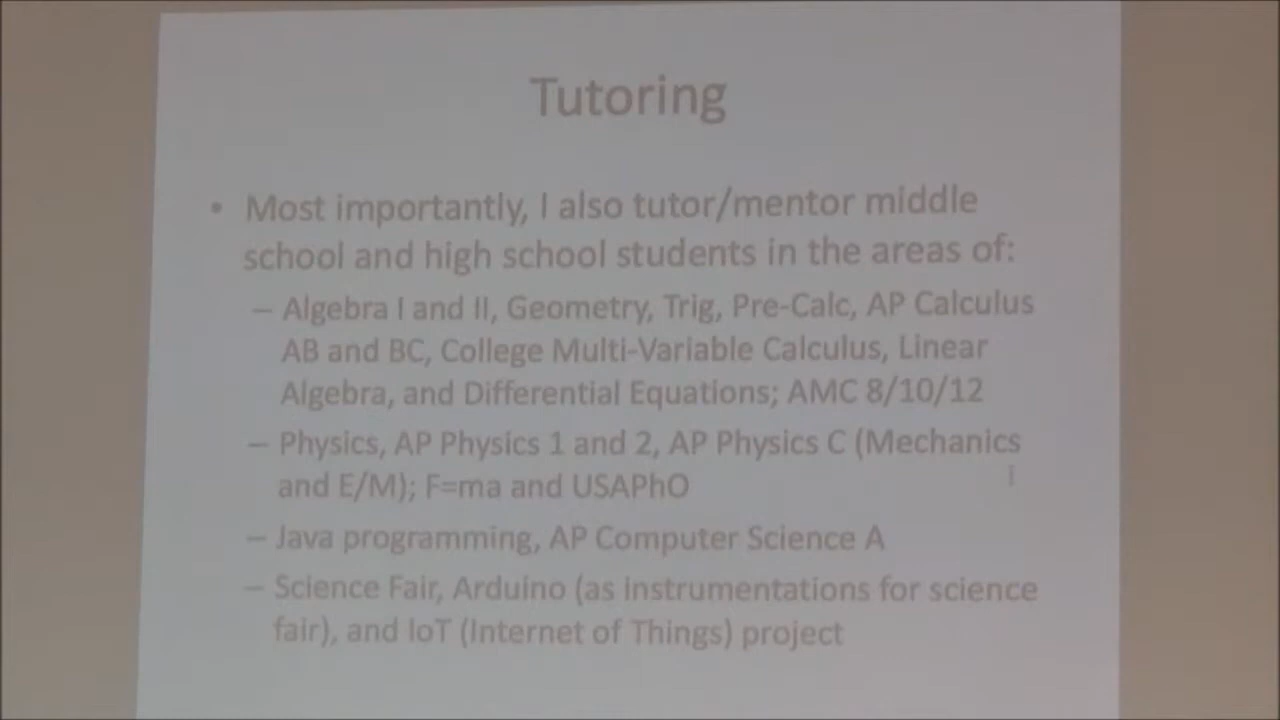 Tutoring
• Most importantly, I also tutor/mentor middle
school and high school students in the areas of:
– Algebra I and II, Geometry, Trig, Pre-Calc, AP Calculus
AB and BC, College Multi-Variable Calculus, Linear
Algebra, and Differential Equations; AMC 8/10/12
– Physics, AP Physics 1 and 2, AP Physics C (Mechanics
and E/M); F=ma and USAPhO
– Java programming, AP Computer Science A
– Science Fair, Arduino (as instrumentations for science
fair), and IoT (Internet of Things) project